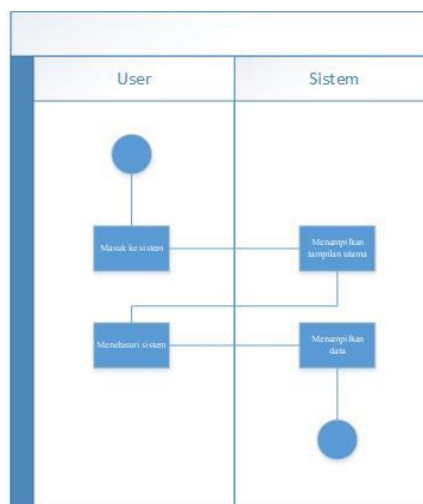 User
Sistem
Masuk ke sistem
Menampilkan
tampilan utama
Menelusuri sistem
Menampilkan
data